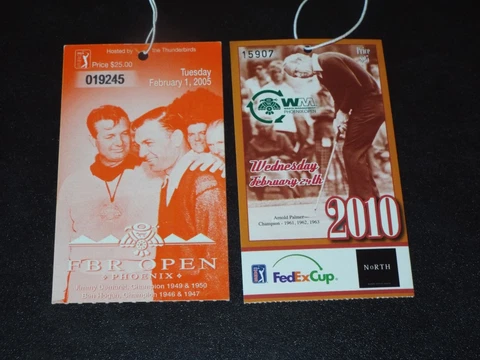 Hosted by The Thunderbirds
Price $25.00
019245
Tuesday
February 1, 2005
FBR OPEN
PHOENIX
Jimmy Demaret, Champion 1949 & 1950
Ben Hogan, Champion 1946 & 1947
15907
WM
PHOENIX OPEN
Wednesday
February 24th
Arnold Palmer
Champion - 1961, 1962, 1963
2010
FedExCup
NORTH